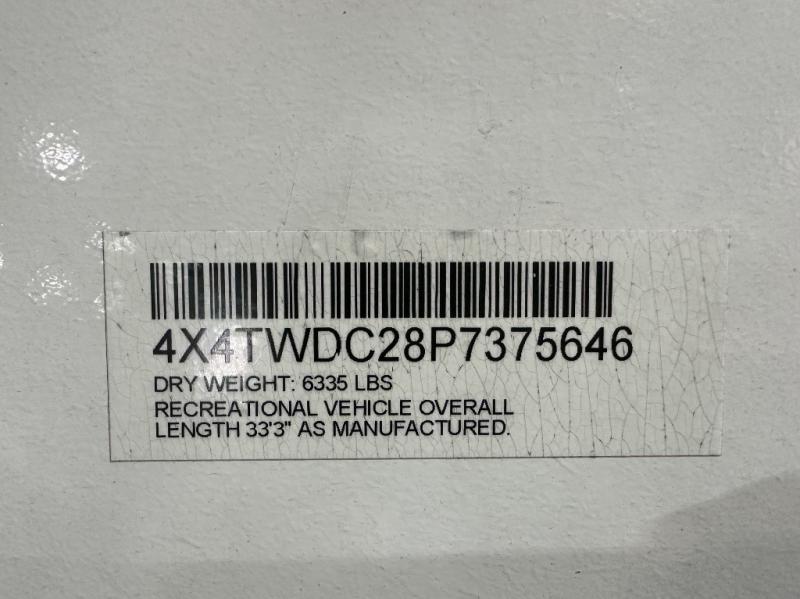 4X4TWDC28P7375646
DRY WEIGHT: 6335 LBS
RECREATIONAL VEHICLE OVERALL
LENGTH 33'3" AS MANUFACTURED.